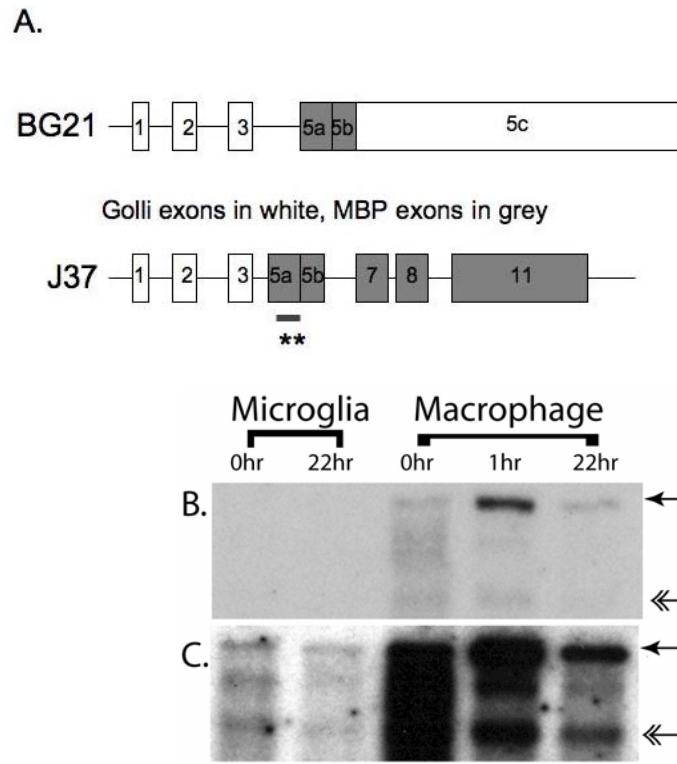 A.
BG21 1 2 3 5a 5b 5c
Golli exons in white, MBP exons in grey
J37 1 2 3 5a 5b 7 8 11
**
Microglia Macrophage
0hr 22hr 0hr 1hr 22hr
B.
C.